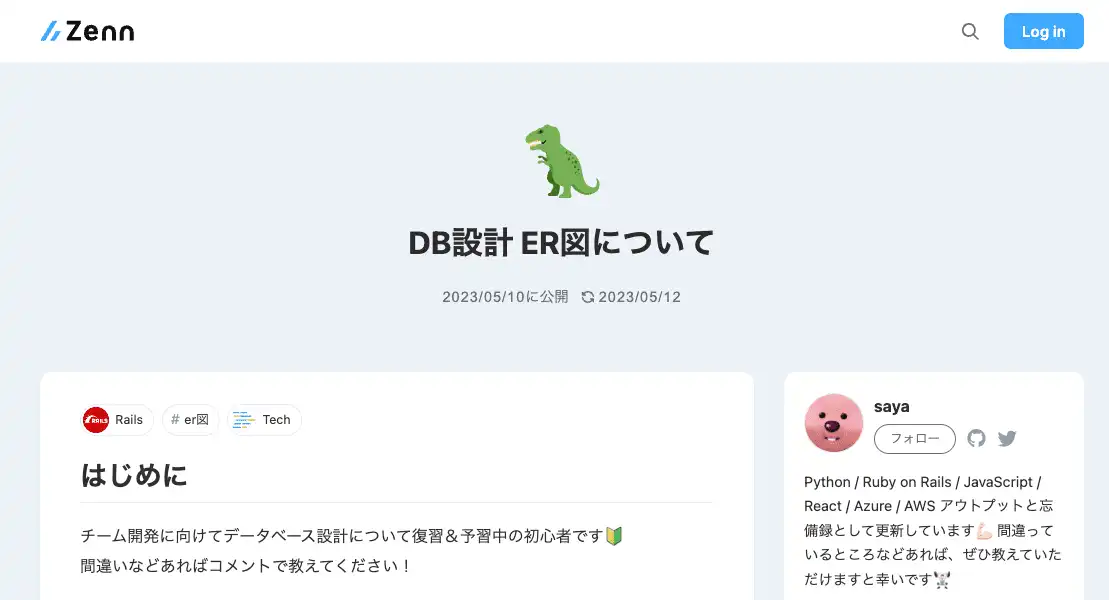 Zenn
Log in
DB設計 ER図について
2023/05/10に公開 2023/05/12
Rails # er図 Tech
はじめに
チーム開発に向けてデータベース設計について復習＆予習中の初心者です🔰
間違いなどあればコメントで教えてください！
saya
フォロー
Python / Ruby on Rails / JavaScript /
React / Azure / AWS アウトプットと忘
備録として更新しています💪🏻 間違って
いるところなどあれば、ぜひ教えていた
だけますと幸いです